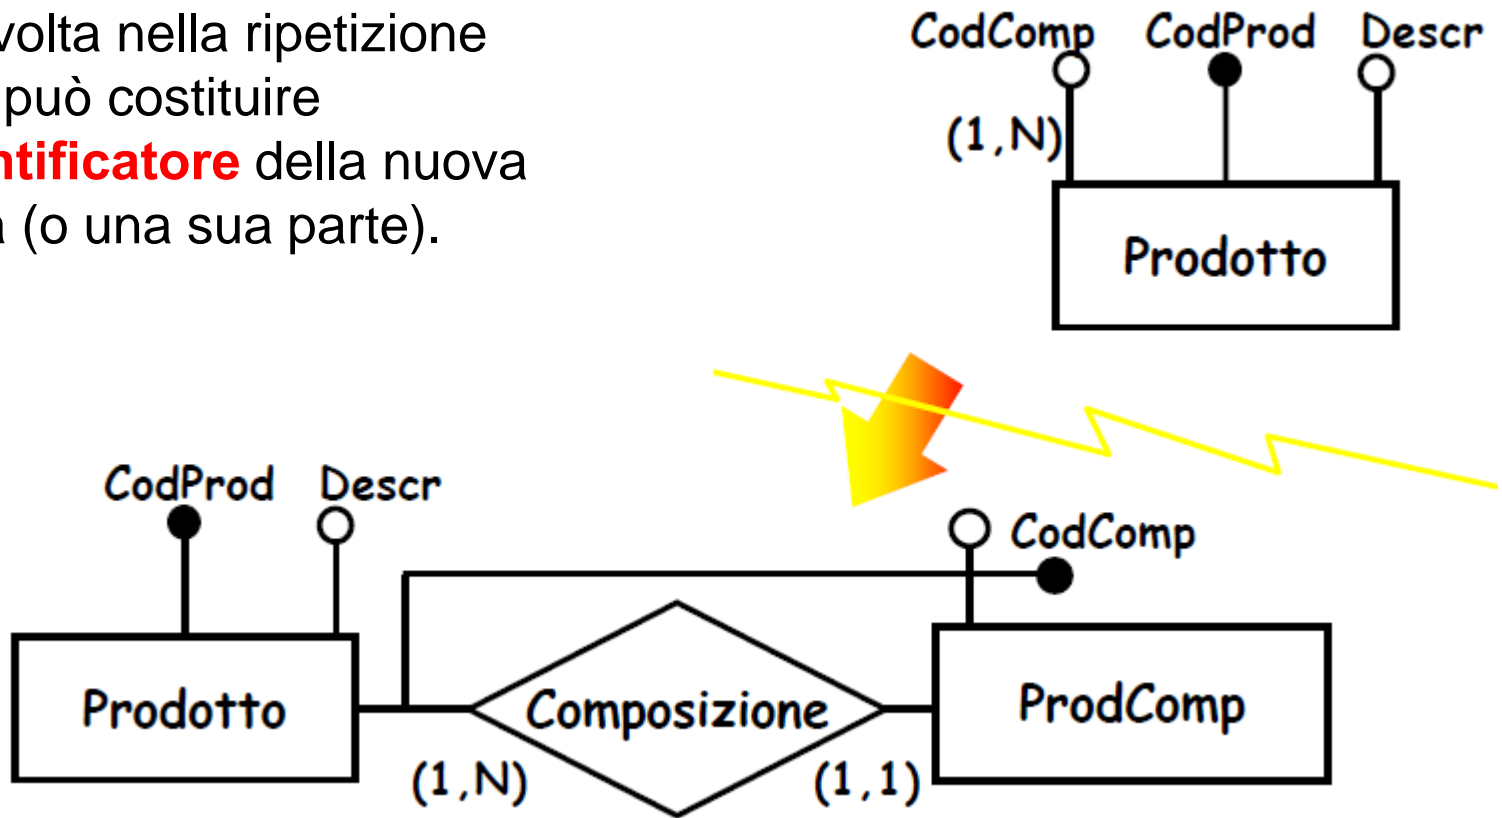 volta nella ripetizione
può costituire
ntificatore della nuova
(o una sua parte).
CodComp CodProd Descr
(1,N)
Prodotto
CodProd Descr
CodComp
Prodotto Composizione ProdComp
(1,N) (1,1)